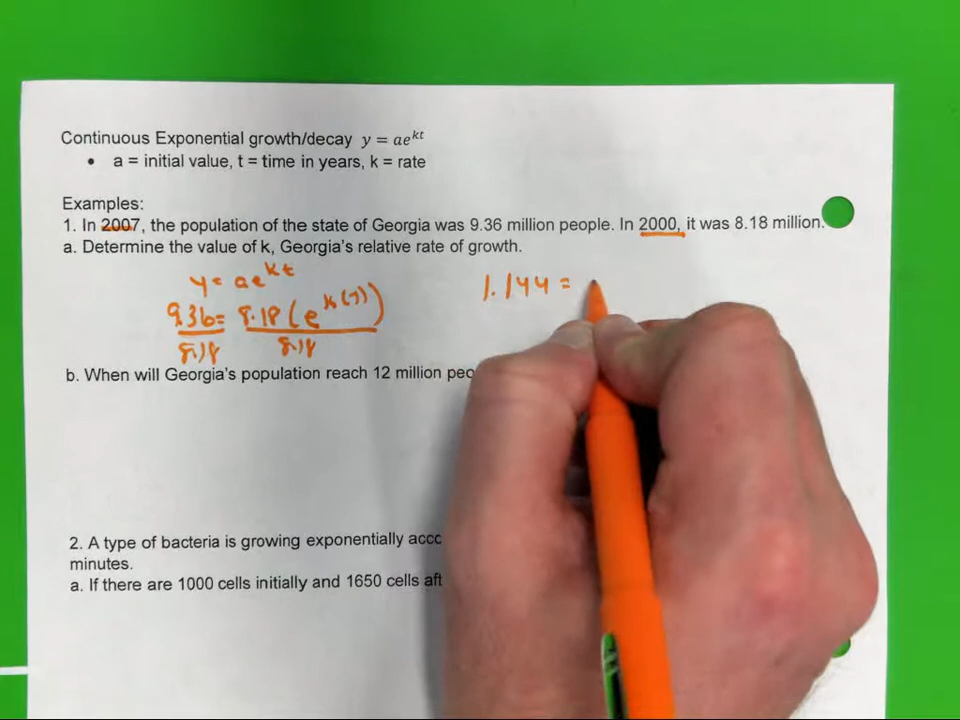 Continuous Exponential growth/decay y = ae^kt
• a = initial value, t = time in years, k = rate
Examples:
1. In 2007, the population of the state of Georgia was 9.36 million people. In 2000, it was 8.18 million.
a. Determine the value of k, Georgia's relative rate of growth.
y = ae^kt
9.36 = 8.18 (e^k(7))
8.18 8.18
1.144 =
b. When will Georgia's population reach 12 million
2. A type of bacteria is growing exponentially
minutes.
a. If there are 1000 cells initially and 1650 cells